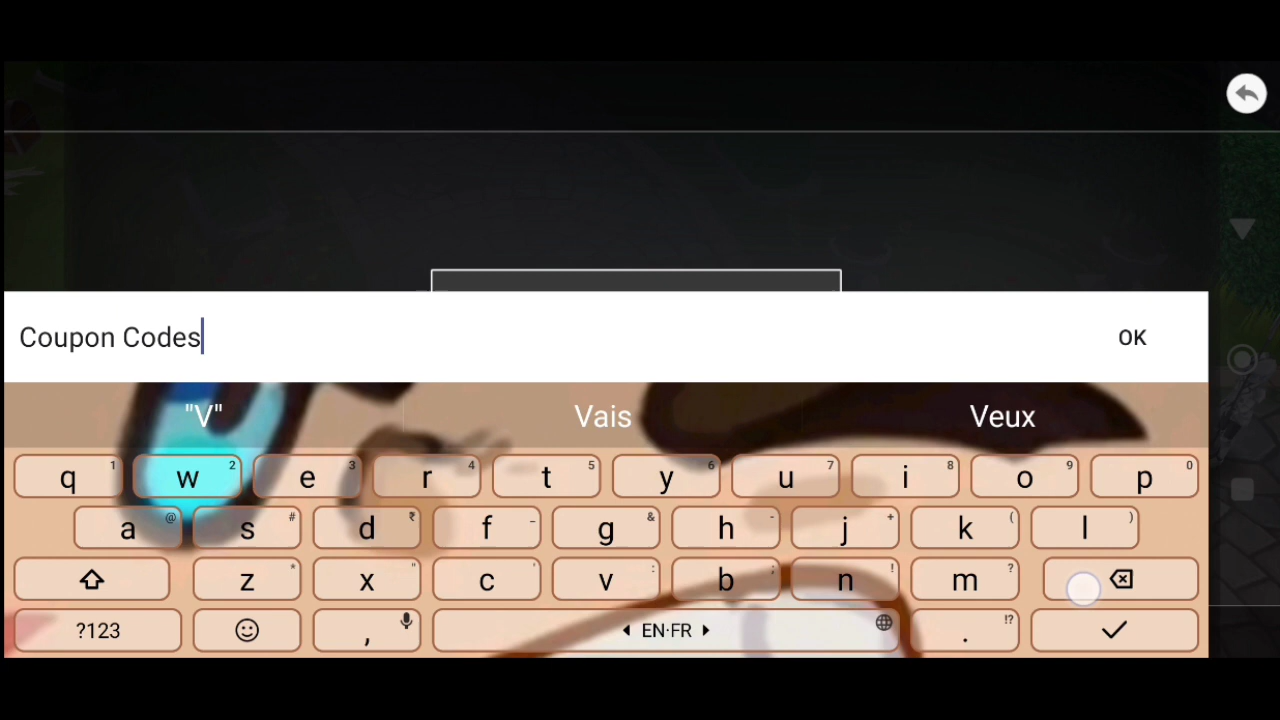 Coupon Codes
OK
"V" Vais Veux
q 1 w 2 e 3 r 4 t 5 y 6 u 7 i 8 o 9 p 0
a @ s # d ₹ f _ g & h - j + k ( l )
z * x " c ' v : b ; n ! m ?
?123 , EN·FR . !?